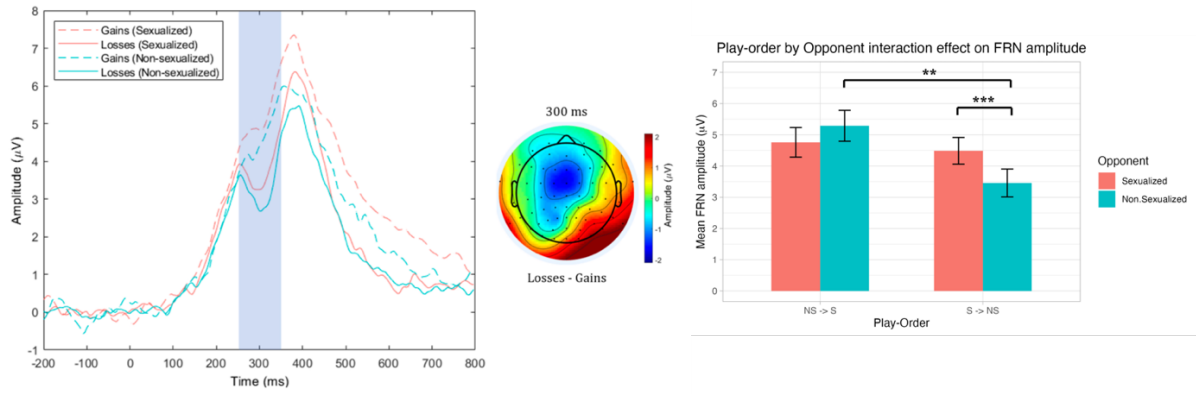 8
7
6
5
4
3
2
1
0
-1
Amplitude (μV)
Gains (Sexualized)
Losses (Sexualized)
Gains (Non-sexualized)
Losses (Non-sexualized)
-200 -100 0 100 200 300 400 500 600 700 800
Time (ms)
300 ms
2
1
0
-1
-2
Amplitude (μV)
Losses - Gains
Play-order by Opponent interaction effect on FRN amplitude
7
6
5
4
3
2
1
0
Mean FRN amplitude (μV)
**
***
NS -> S S -> NS
Play-Order
Opponent
Sexualized
Non.Sexualized